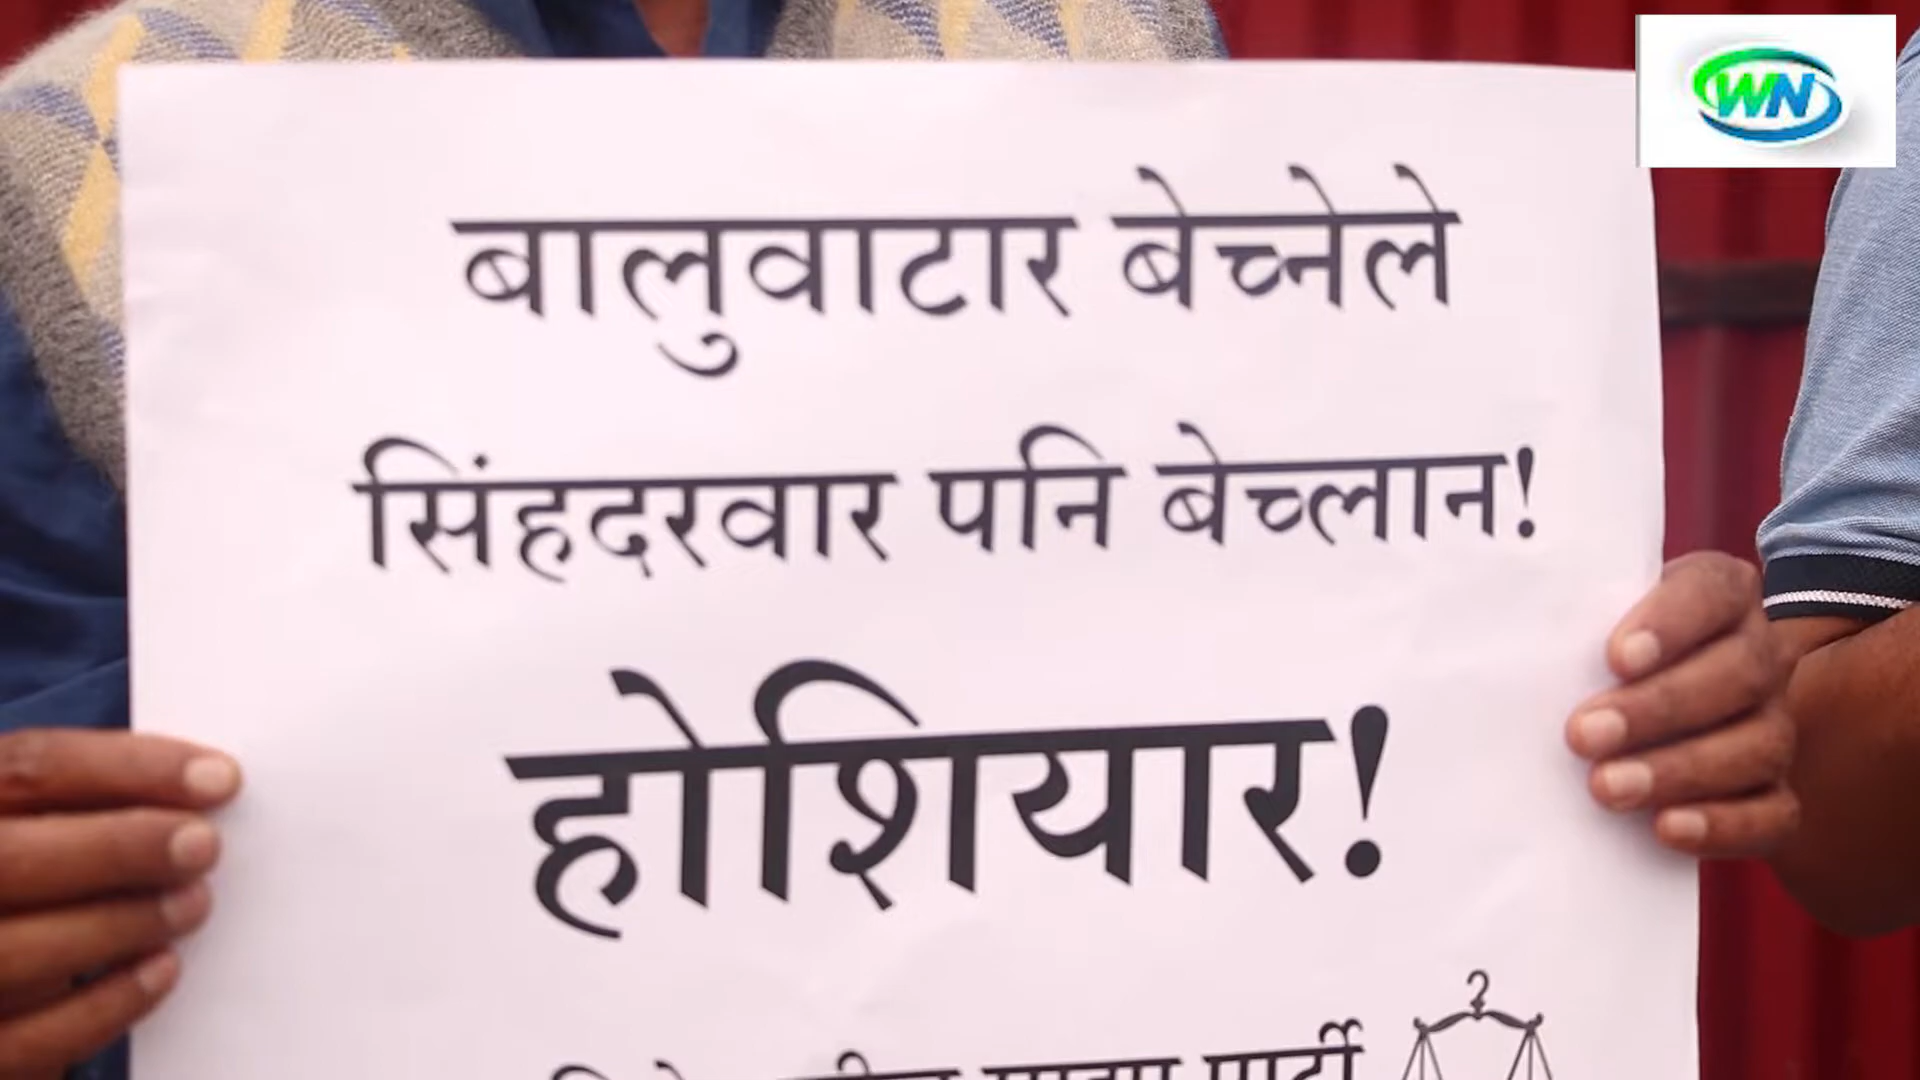 WN
बालुवाटार बेच्नेले
सिंहदरवार पनि बेच्लान!
होशियार!
पार्टी